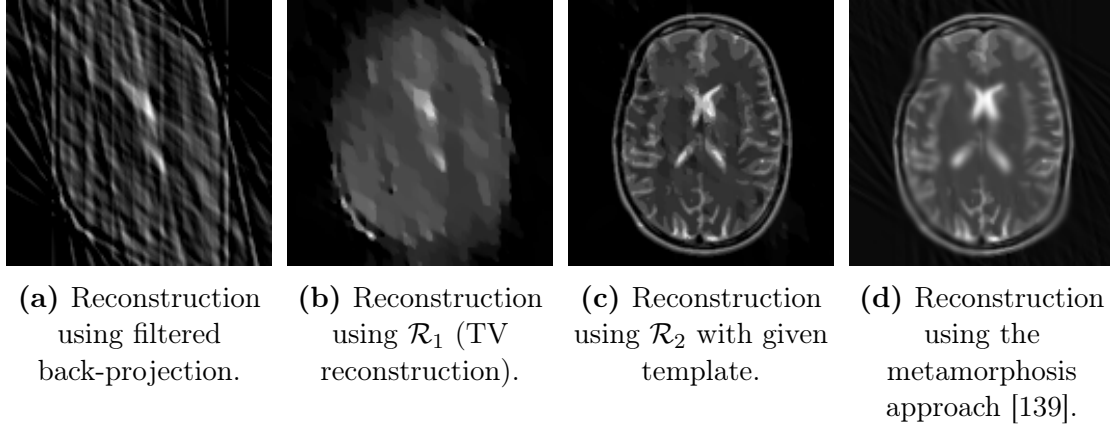 (a) Reconstruction
using filtered
back-projection.
(b) Reconstruction
using R₁ (TV
reconstruction).
(c) Reconstruction
using R₂ with given
template.
(d) Reconstruction
using the
metamorphosis
approach [139].